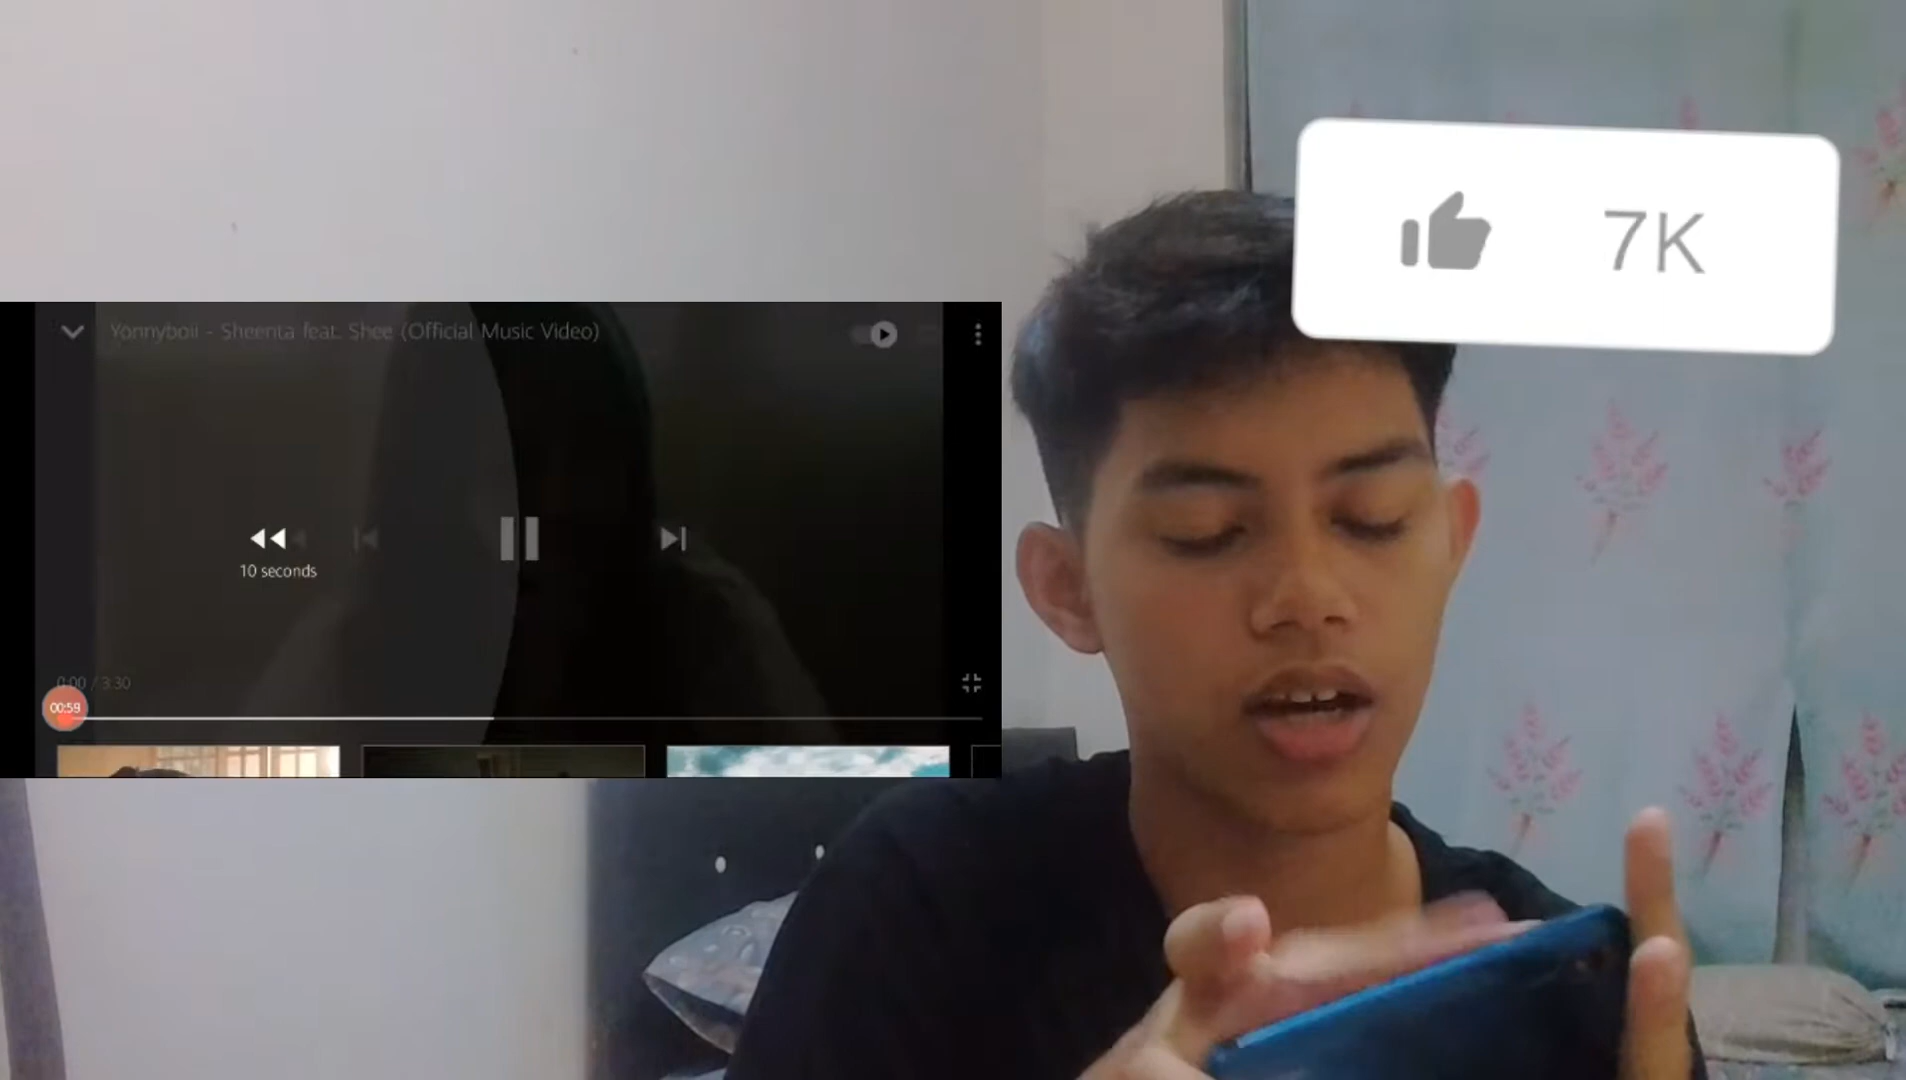 7K
Yonnyboii - Sheenta feat. Shee (Official Music Video)
10 seconds
0:00 / 3:30
00:59